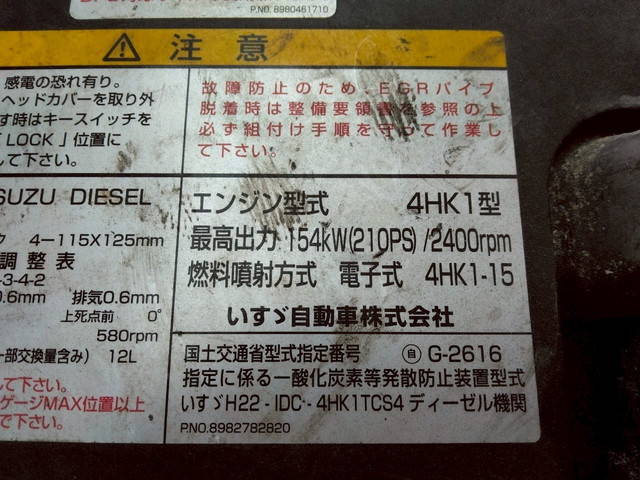 P.NO. 8980461710
注意
感電の恐れ有り。
ヘッドカバーを取り外
す時はキースイッチを
LOCK」位置に
して下さい。
故障防止のため、EGRパイプ
脱着時は整備要領書を参照の上
必ず組付け手順を守って作業し
て下さい。
SUZU DIESEL
4-115X125mm
調整表
-3-4-2
0.6mm 排気0.6mm
上死点前 0°
580rpm
部交換量含み) 12L
て下さい。
ゲージMAX位置以上
で下さい。
エンジン型式 4HK1型
最高出力 154kW(210PS)/2400rpm
燃料噴射方式 電子式 4HK1-15
いすゞ自動車株式会社
国土交通省型式指定番号 ㊀自 G-2616
指定に係る一酸化炭素等発散防止装置型式
いすゞH22-IDC-4HK1TCS4 ディーゼル機関
P.NO.8982782820